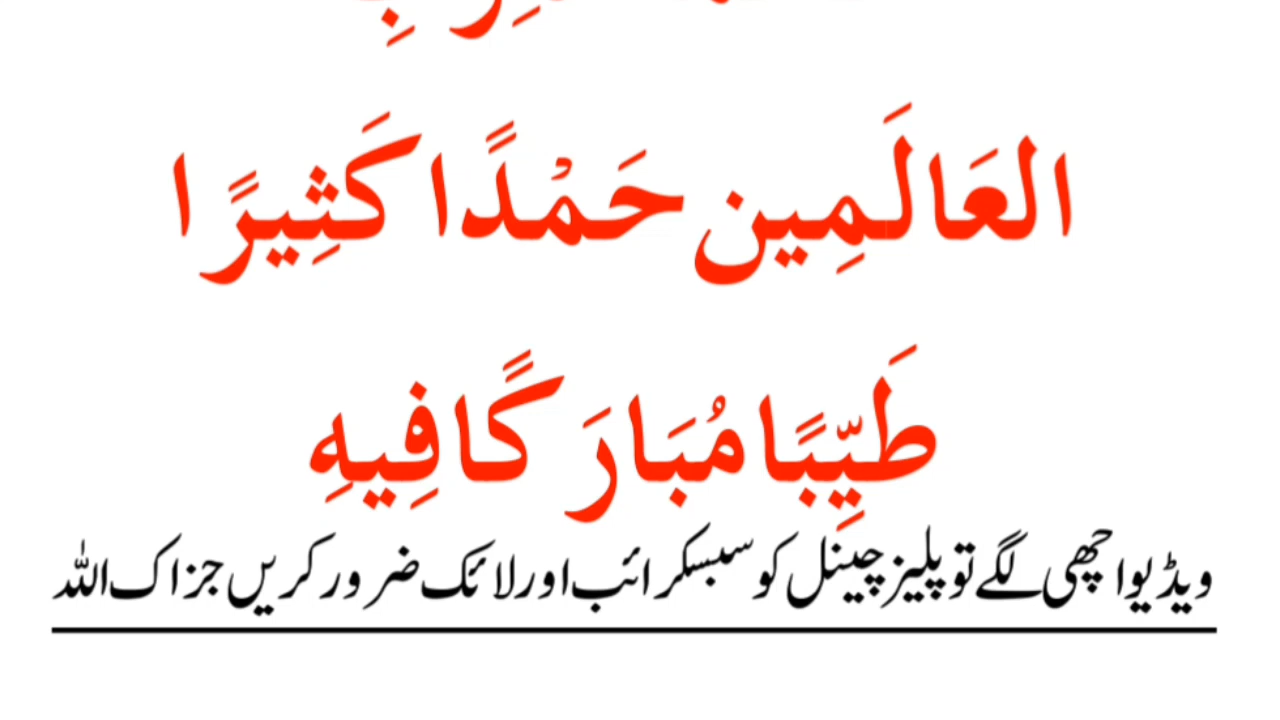 العَالَمِين حَمْدًا كَثِيرًا
طَيِّبًا مُبَارَكًا فِيهِ
ویڈیو اچھی لگے تو پلیز چینل کو سبسکرائب اور لائک ضرور کریں جزاک اللہ